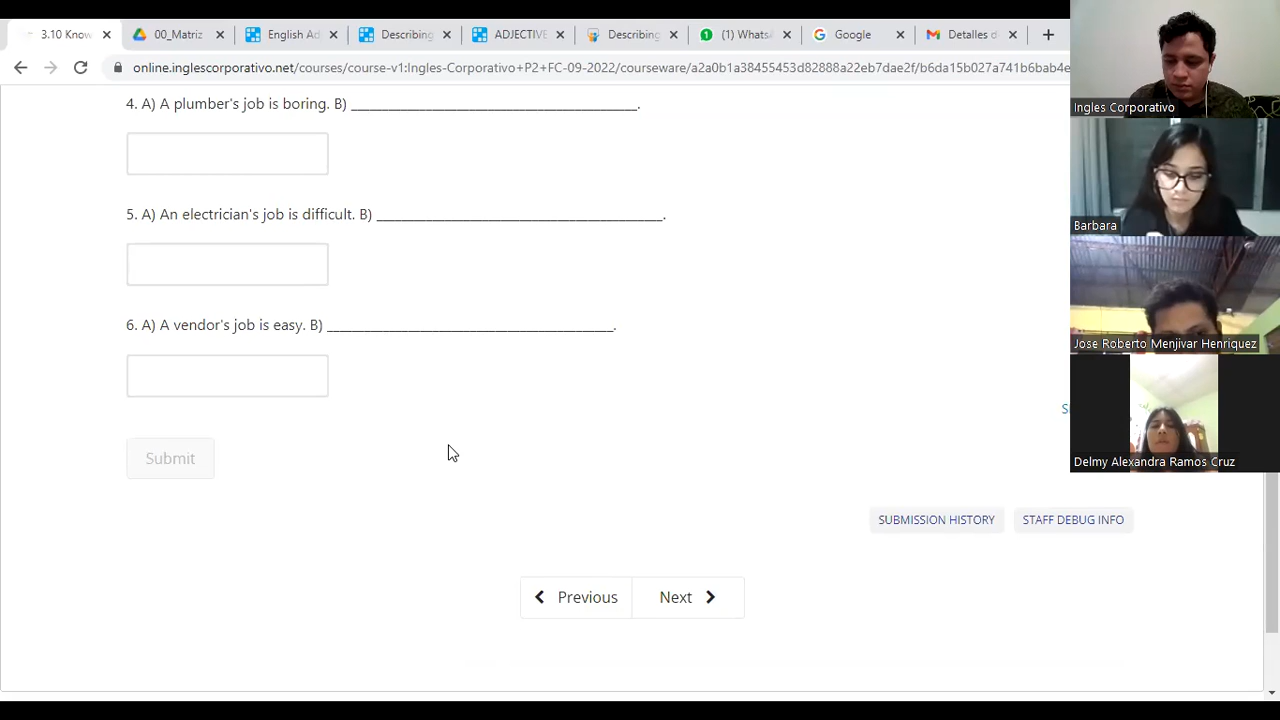 3.10 Know
00_Matriz
English Ad
Describing
ADJECTIVE
Describing
(1) Whats
Google
Detalles d
online.inglescorporativo.net/courses/course-v1:Ingles-Corporativo+P2+FC-09-2022/courseware/a2a0b1a38455453d82888a22eb7dae2f/b6da15b027a741b6bab4e
Ingles Corporativo
4. A) A plumber's job is boring. B) ________________________________________.
5. A) An electrician's job is difficult. B) ________________________________________.
Barbara
6. A) A vendor's job is easy. B) ________________________________________.
Jose Roberto Menjivar Henriquez
Submit
Delmy Alexandra Ramos Cruz
SUBMISSION HISTORY
STAFF DEBUG INFO
Previous
Next